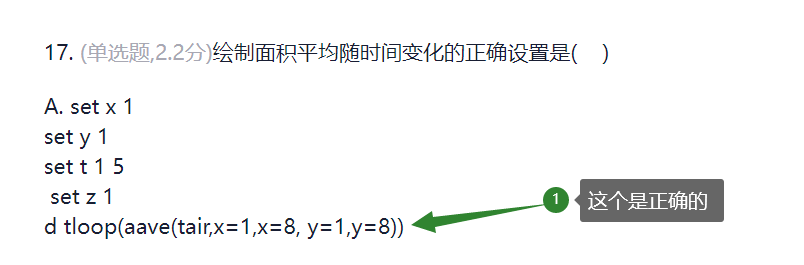 17. (单选题,2.2分)绘制面积平均随时间变化的正确设置是( )
A. set x 1
set y 1
set t 1 5
set z 1
d tloop(aave(tair,x=1,x=8, y=1,y=8))
1 这个是正确的